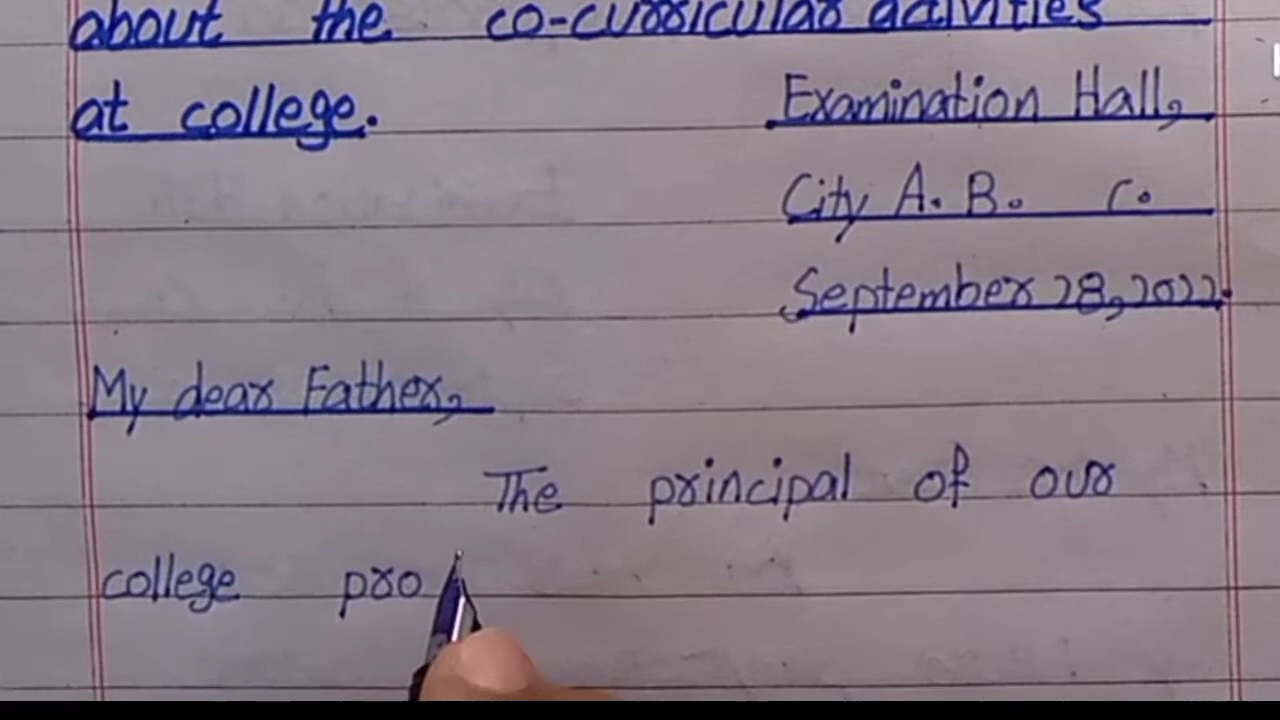 about the co-curricular activities
at college.
Examination Hall,
City A. B. C.
September 28, 2022.
My dear Father,
The principal of our
college pro